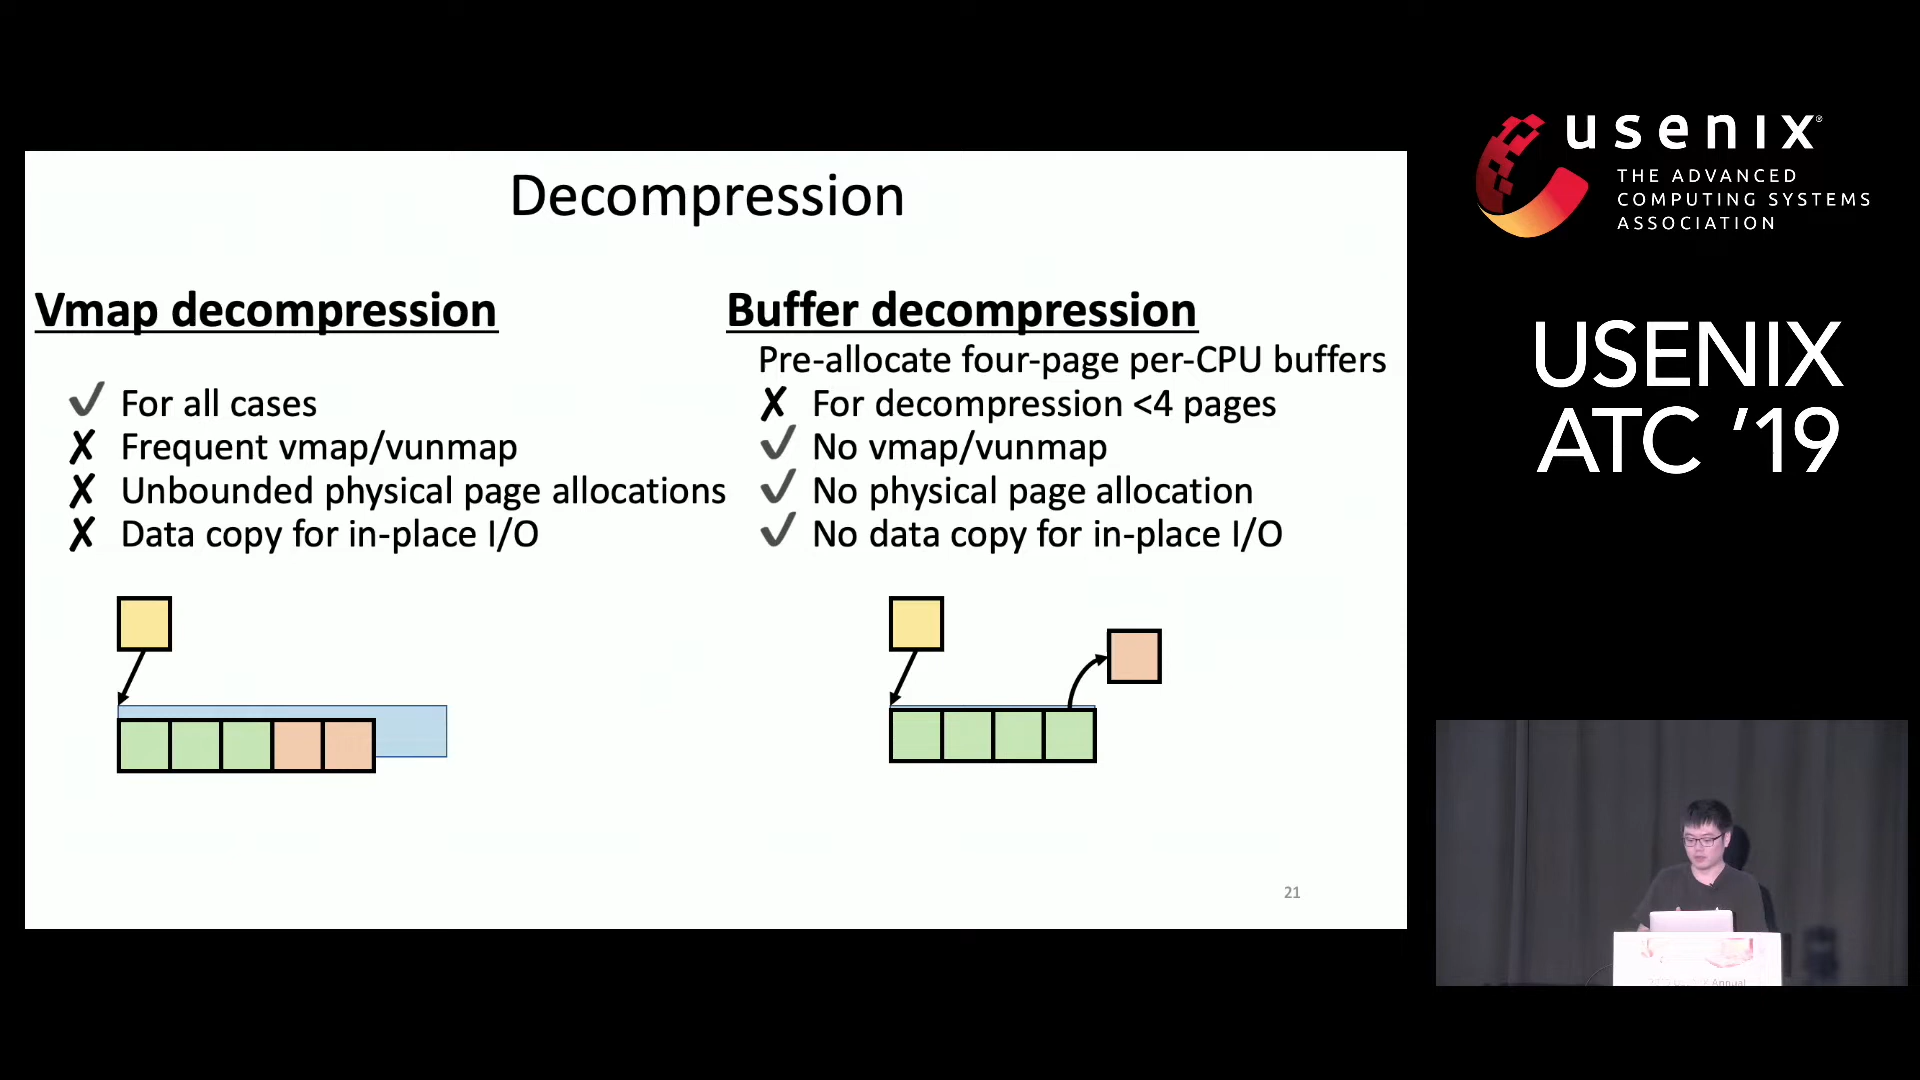 Decompression
Vmap decompression
✓ For all cases
✗ Frequent vmap/vunmap
✗ Unbounded physical page allocations
✗ Data copy for in-place I/O
Buffer decompression
Pre-allocate four-page per-CPU buffers
✗ For decompression <4 pages
✓ No vmap/vunmap
✓ No physical page allocation
✓ No data copy for in-place I/O
21
usenix®
THE ADVANCED
COMPUTING SYSTEMS
ASSOCIATION
USENIX
ATC ’19
Annual